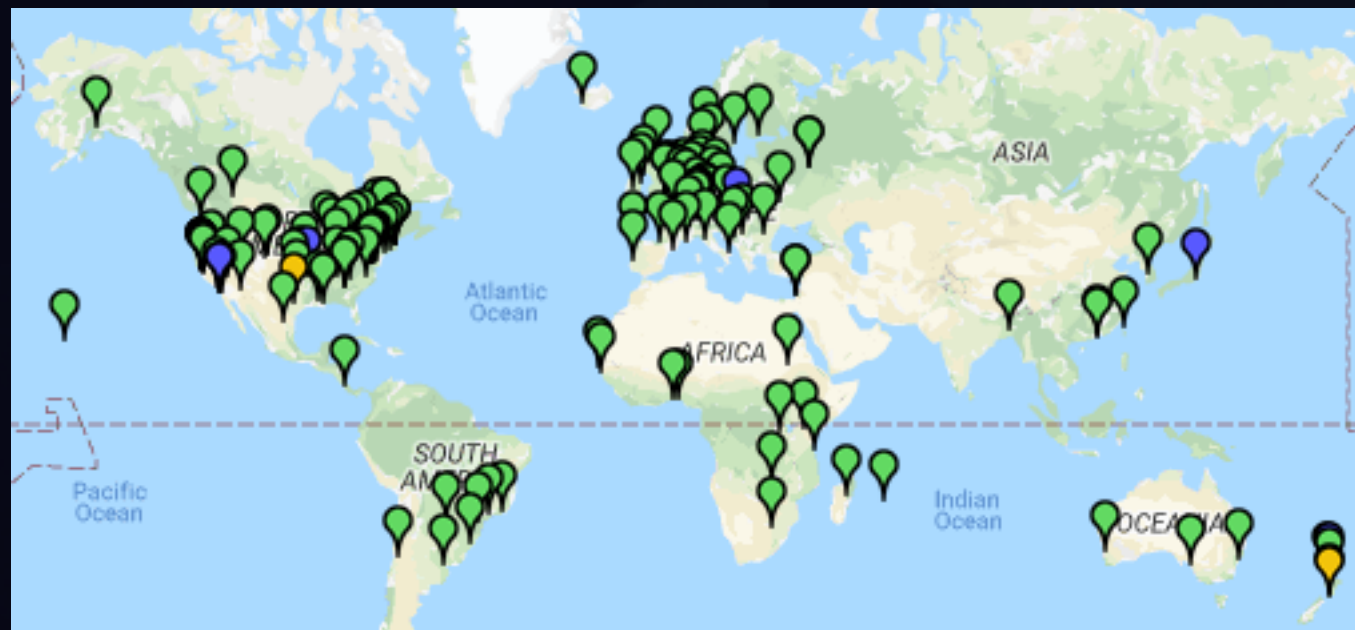 ASIA
Atlantic
Ocean
AFRICA
SOUTH
Pacific
Ocean
Indian
Ocean